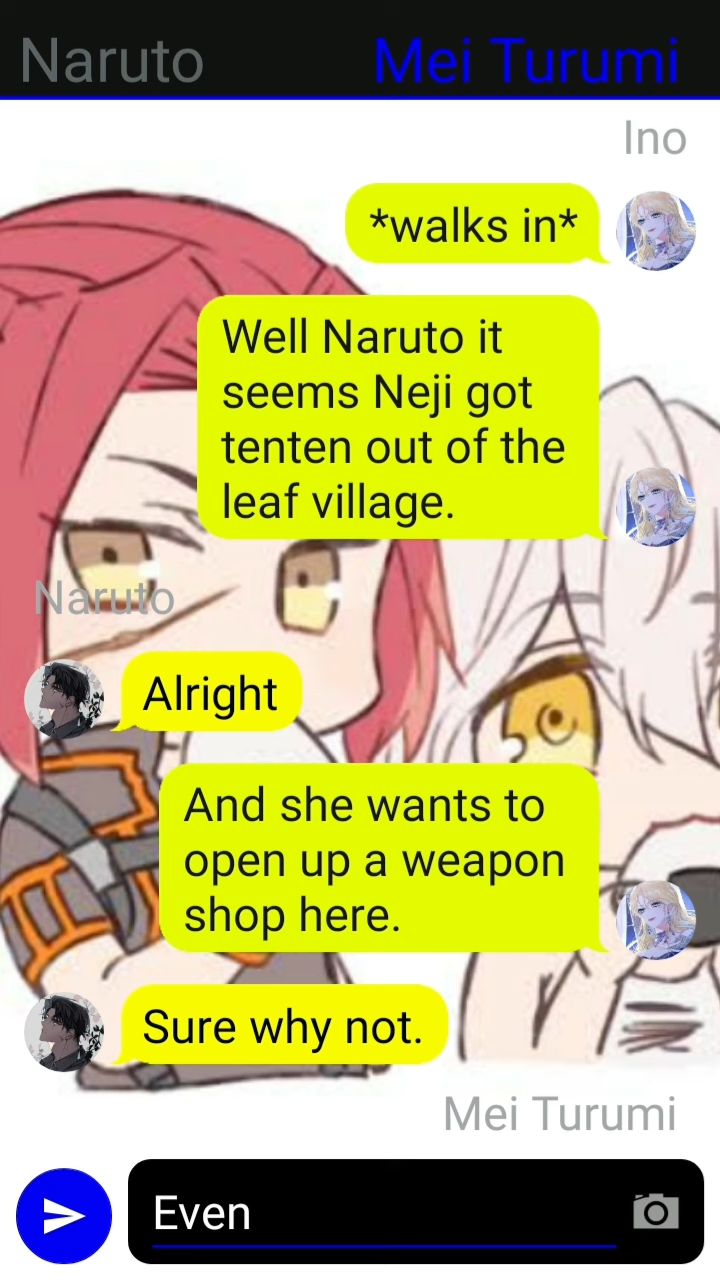 Naruto Mei Turumi
Ino
*walks in*
Well Naruto it
seems Neji got
tenten out of the
leaf village.
Naruto
Alright
And she wants to
open up a weapon
shop here.
Sure why not.
Mei Turumi
Even